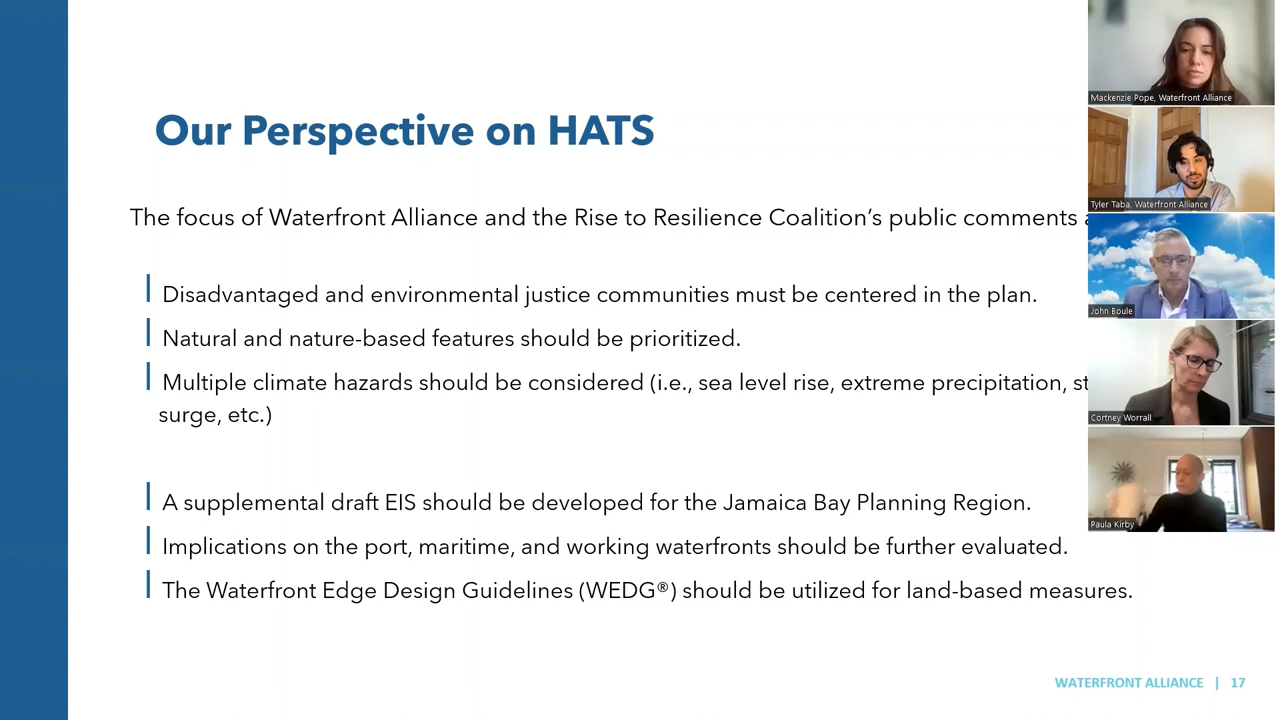 Our Perspective on HATS
The focus of Waterfront Alliance and the Rise to Resilience Coalition's public comments
Disadvantaged and environmental justice communities must be centered in the plan.
Natural and nature-based features should be prioritized.
Multiple climate hazards should be considered (i.e., sea level rise, extreme precipitation,
surge, etc.)
A supplemental draft EIS should be developed for the Jamaica Bay Planning Region.
Implications on the port, maritime, and working waterfronts should be further evaluated.
The Waterfront Edge Design Guidelines (WEDG®) should be utilized for land-based measures.
WATERFRONT ALLIANCE | 17
Mackenzie Pope, Waterfront Alliance
Tyler Taba, Waterfront Alliance
John Boule
Cortney Worrall
Paula Kirby